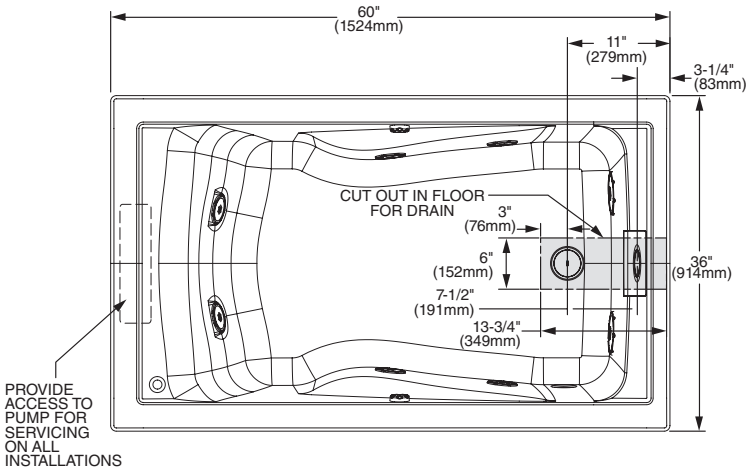 60"
(1524mm)
11"
(279mm)
3-1/4"
(83mm)
CUT OUT IN FLOOR
FOR DRAIN
3"
(76mm)
6"
(152mm)
36"
(914mm)
7-1/2"
(191mm)
13-3/4"
(349mm)
PROVIDE
ACCESS TO
PUMP FOR
SERVICING
ON ALL
INSTALLATIONS